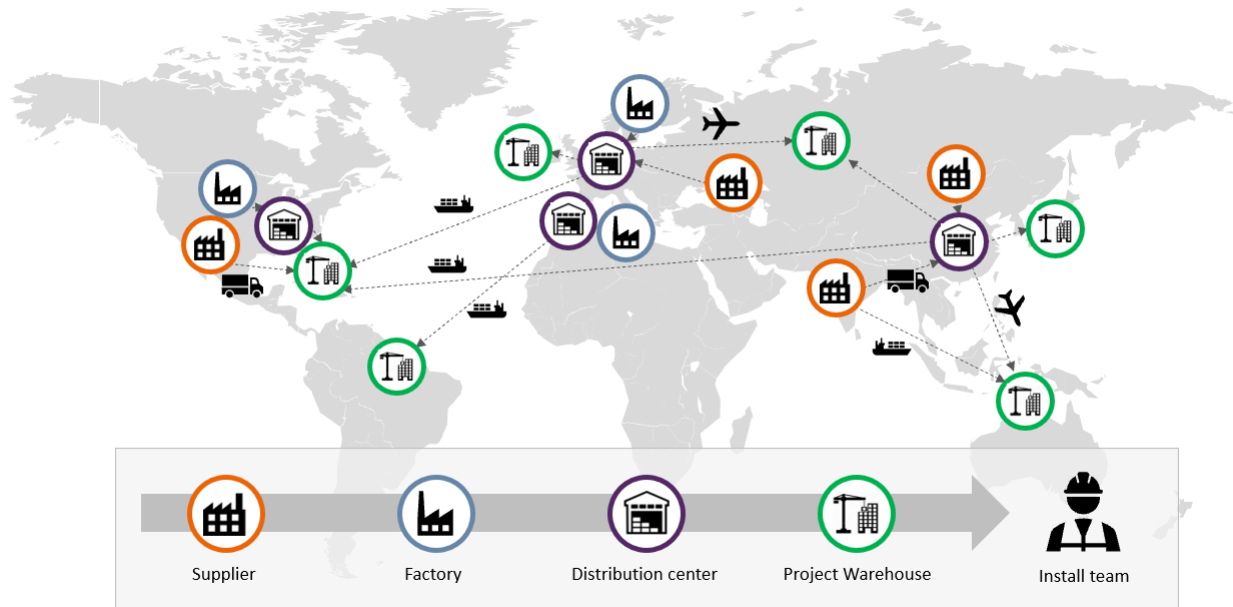 Supplier
Factory
Distribution center
Project Warehouse
Install team